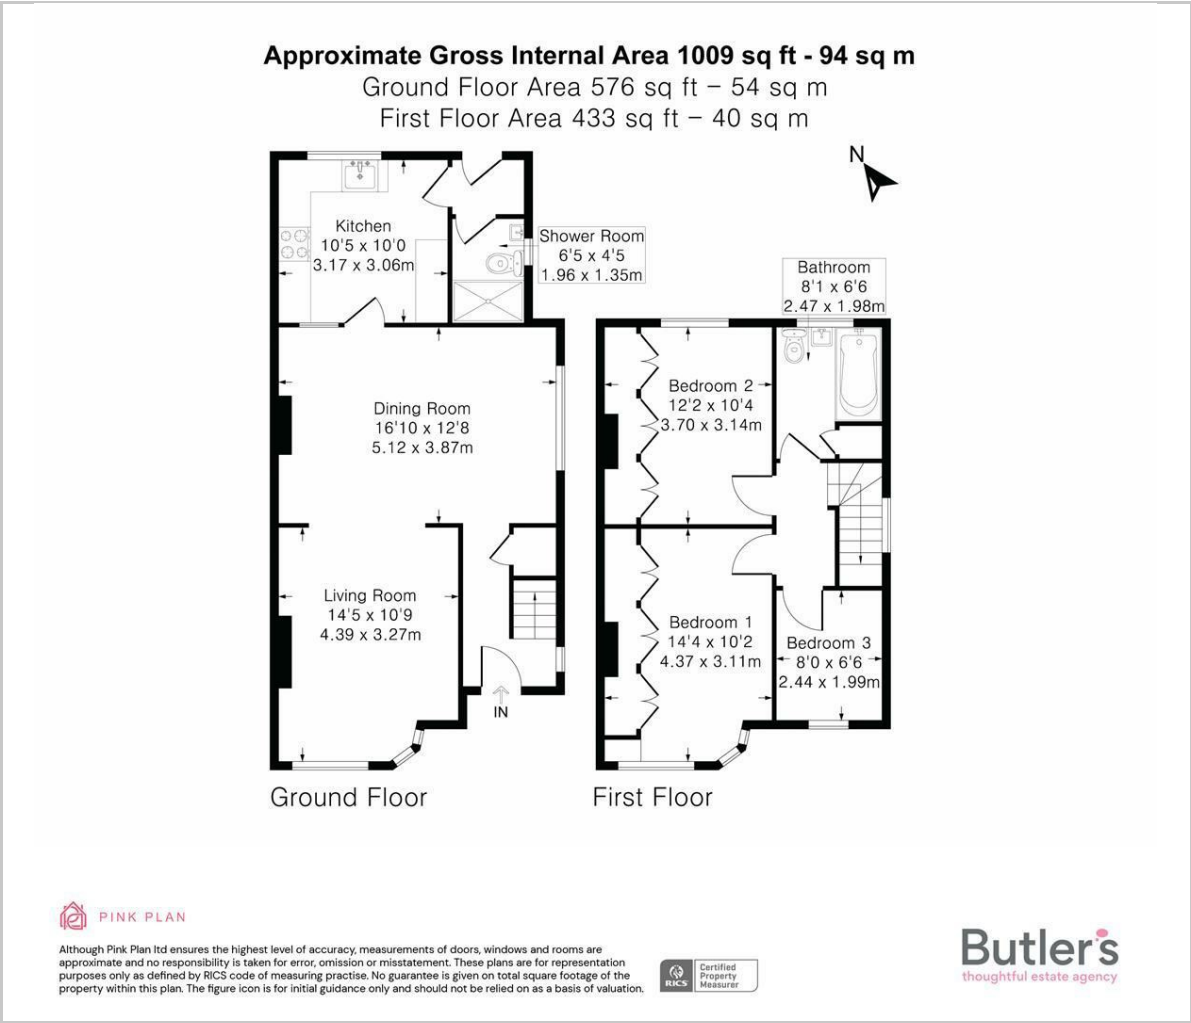 Approximate Gross Internal Area 1009 sq ft - 94 sq m
Ground Floor Area 576 sq ft – 54 sq m
First Floor Area 433 sq ft – 40 sq m
N
Kitchen
10'5 x 10'0
3.17 x 3.06m
Shower Room
6'5 x 4'5
1.96 x 1.35m
Bathroom
8'1 x 6'6
2.47 x 1.98m
Dining Room
16'10 x 12'8
5.12 x 3.87m
Bedroom 2
12'2 x 10'4
3.70 x 3.14m
Living Room
14'5 x 10'9
4.39 x 3.27m
Bedroom 1
14'4 x 10'2
4.37 x 3.11m
Bedroom 3
8'0 x 6'6
2.44 x 1.99m
IN
Ground Floor
First Floor
PINK PLAN
Although Pink Plan ltd ensures the highest level of accuracy, measurements of doors, windows and rooms are
approximate and no responsibility is taken for error, omission or misstatement. These plans are for representation
purposes only as defined by RICS code of measuring practise. No guarantee is given on total square footage of the
property within this plan. The figure icon is for initial guidance only and should not be relied on as a basis of valuation.
RICS
Certified
Property
Measurer
Butler's
thoughtful estate agency